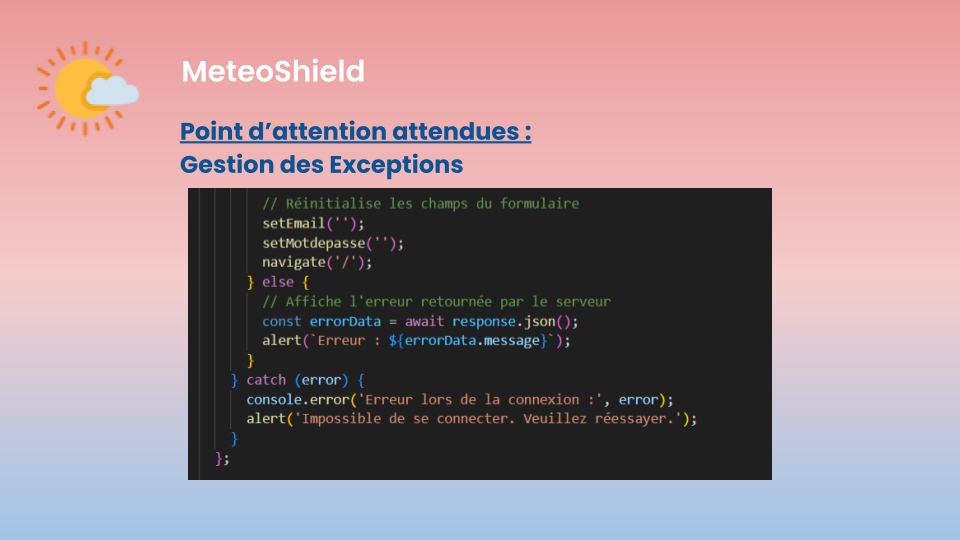 MeteoShield
Point d’attention attendues :
Gestion des Exceptions
// Réinitialise les champs du formulaire
setEmail('');
setMotdepasse('');
navigate('/');
} else {
// Affiche l'erreur retournée par le serveur
const errorData = await response.json();
alert(`Erreur : ${errorData.message}`);
}
} catch (error) {
console.error('Erreur lors de la connexion :', error);
alert('Impossible de se connecter. Veuillez réessayer.');
}
};